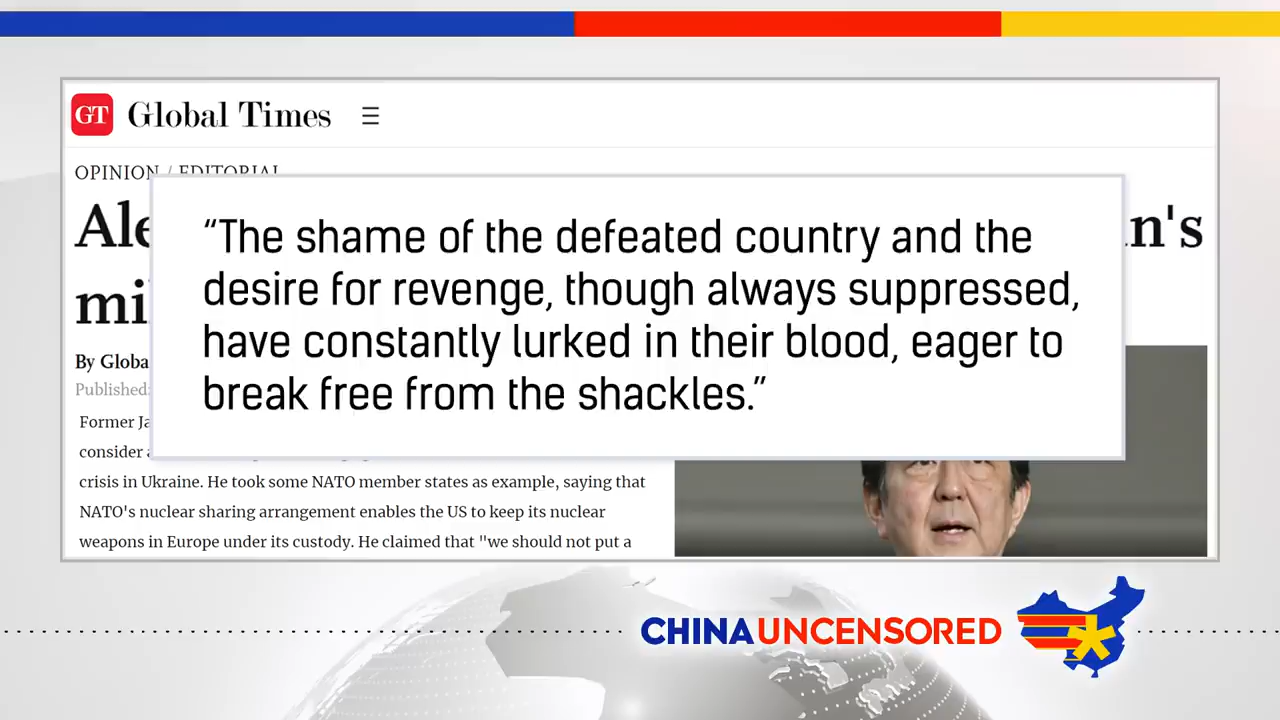 GT Global Times
OPINION / EDITORIAL
Ale
n's
mi
"The shame of the defeated country and the
desire for revenge, though always suppressed,
have constantly lurked in their blood, eager to
break free from the shackles."
By Globa
Published:
Former Ja
consider
crisis in Ukraine. He took some NATO member states as example, saying that
NATO's nuclear sharing arrangement enables the US to keep its nuclear
weapons in Europe under its custody. He claimed that "we should not put a
CHINA UNCENSORED